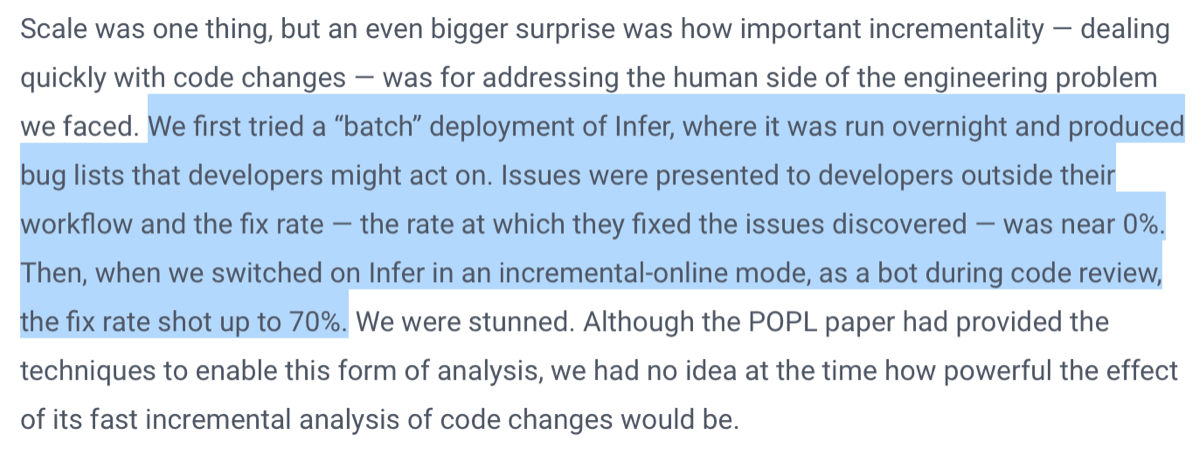 Scale was one thing, but an even bigger surprise was how important incrementality — dealing
quickly with code changes — was for addressing the human side of the engineering problem
we faced. We first tried a “batch” deployment of Infer, where it was run overnight and produced
bug lists that developers might act on. Issues were presented to developers outside their
workflow and the fix rate — the rate at which they fixed the issues discovered — was near 0%.
Then, when we switched on Infer in an incremental-online mode, as a bot during code review,
the fix rate shot up to 70%. We were stunned. Although the POPL paper had provided the
techniques to enable this form of analysis, we had no idea at the time how powerful the effect
of its fast incremental analysis of code changes would be.